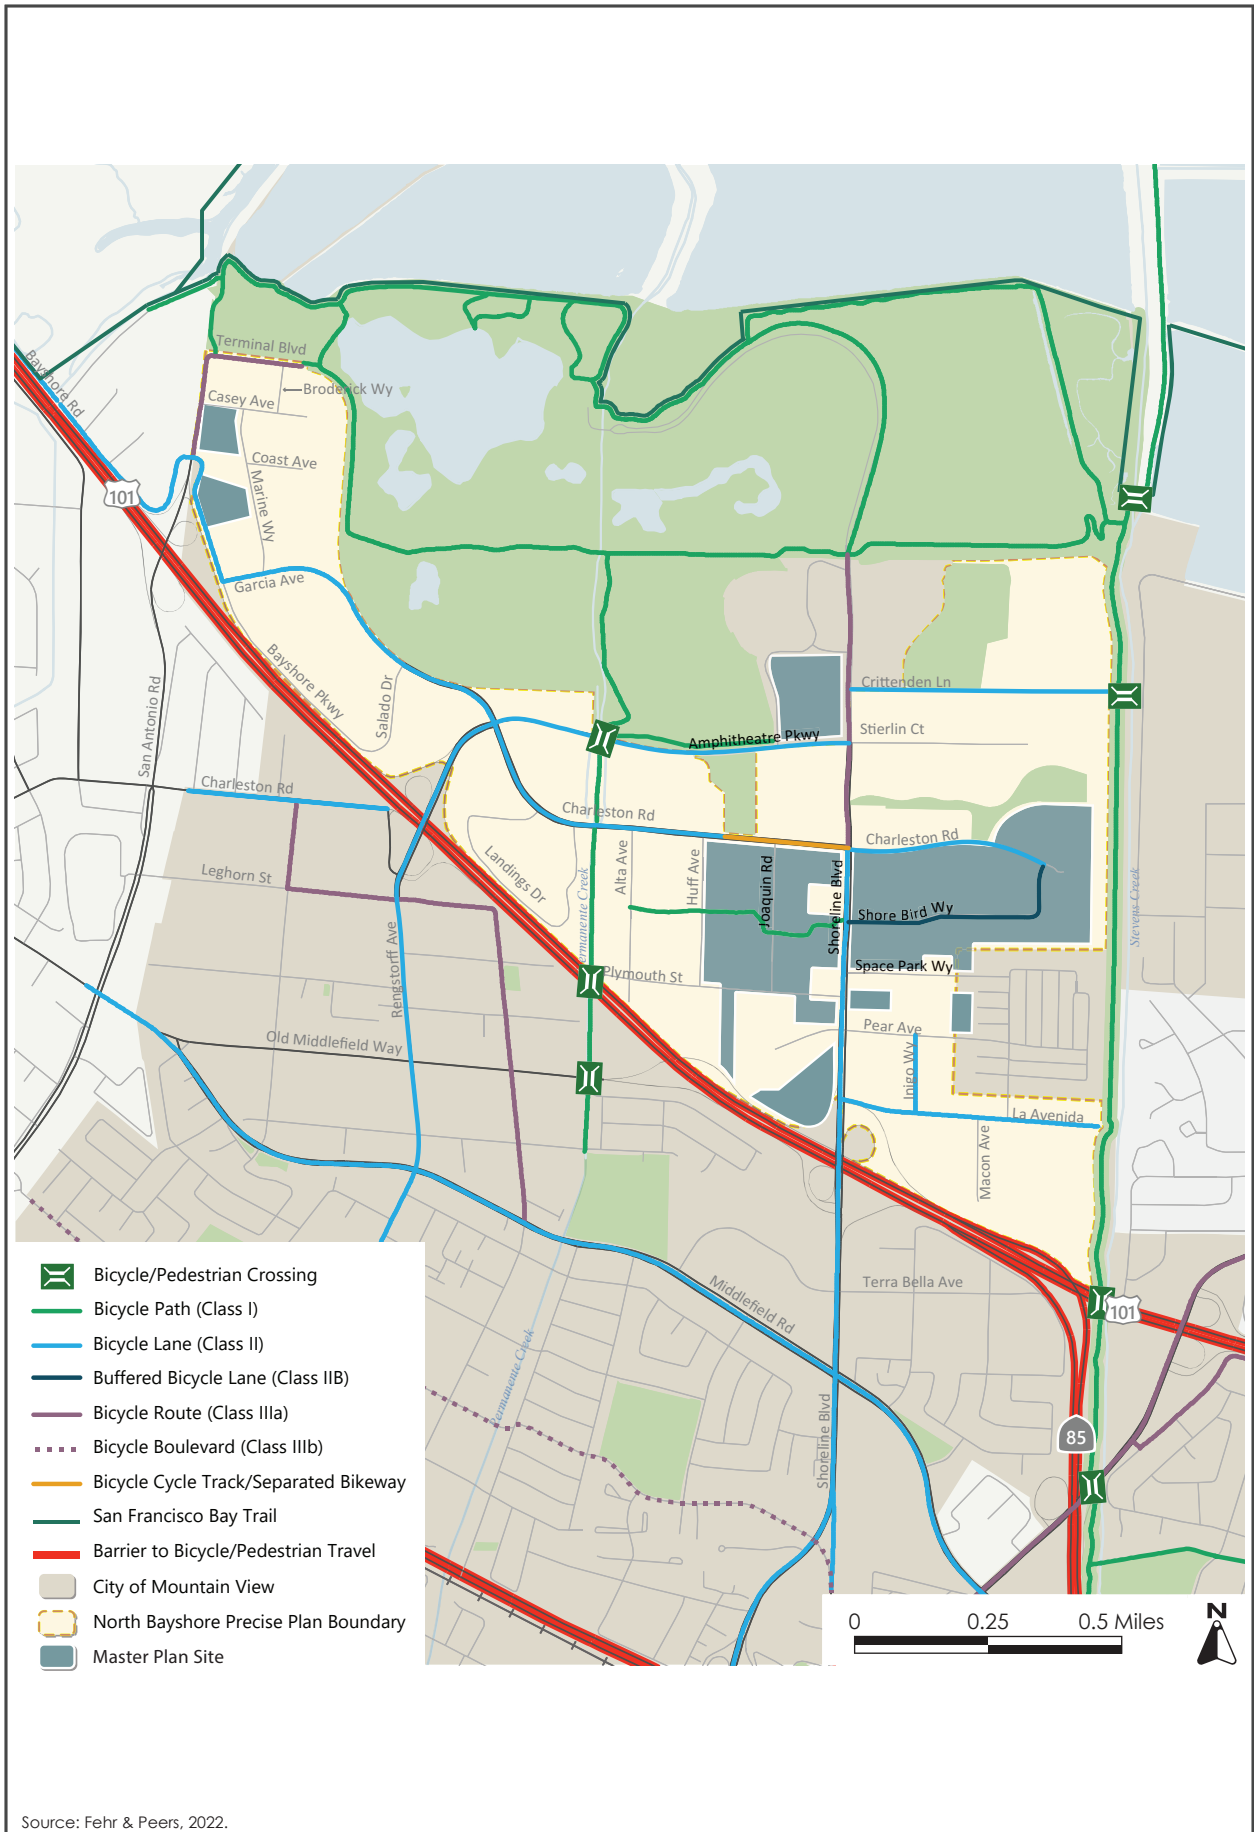 Terminal Blvd
Bayshore Rd
Broderick Wy
Casey Ave
Coast Ave
Marine Wy
101
Garcia Ave
Bayshore Pkwy
Salado Dr
San Antonio Rd
Crittenden Ln
Stierlin Ct
Amphitheatre Pkwy
Charleston Rd
Charleston Rd
Charleston Rd
Landings Dr
Alta Ave
Huff Ave
Joaquin Rd
Shoreline Blvd
Leghorn St
Permanente Creek
Stevens Creek
Shore Bird Wy
Rengstorff Ave
Plymouth St
Space Park Wy
Pear Ave
Inigo Wy
Old Middlefield Way
La Avenida
Macon Ave
Terra Bella Ave
Middlefield Rd
101
Permanente Creek
Shoreline Blvd
85
Bicycle/Pedestrian Crossing
Bicycle Path (Class I)
Bicycle Lane (Class II)
Buffered Bicycle Lane (Class IIB)
Bicycle Route (Class IIIa)
Bicycle Boulevard (Class IIIb)
Bicycle Cycle Track/Separated Bikeway
San Francisco Bay Trail
Barrier to Bicycle/Pedestrian Travel
City of Mountain View
North Bayshore Precise Plan Boundary
Master Plan Site
0 0.25 0.5 Miles
N
Source: Fehr & Peers, 2022.